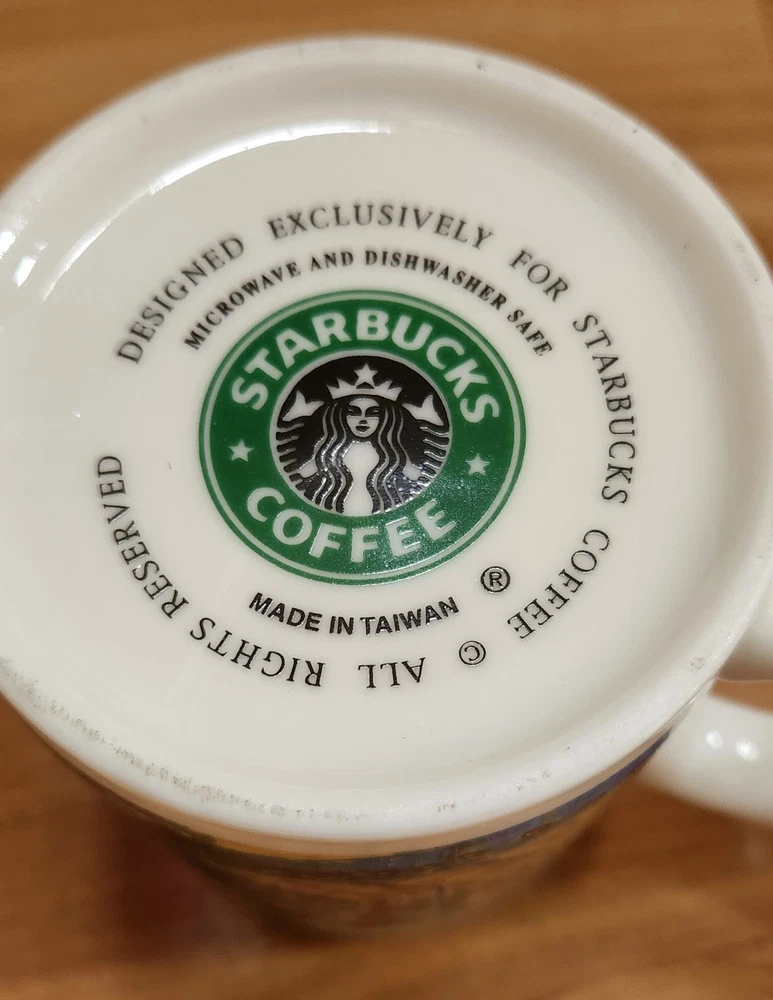 DESIGNED EXCLUSIVELY FOR STARBUCKS COFFEE © ALL RIGHTS RESERVED
MICROWAVE AND DISHWASHER SAFE
STARBUCKS
COFFEE
®
MADE IN TAIWAN